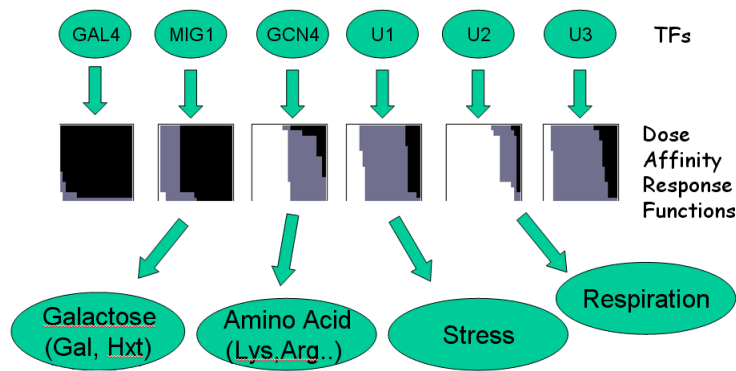 GAL4 MIG1 GCN4 U1 U2 U3 TFs
Dose
Affinity
Response
Functions
Galactose
(Gal, Hxt)
Amino Acid
(Lys,Arg..)
Stress
Respiration